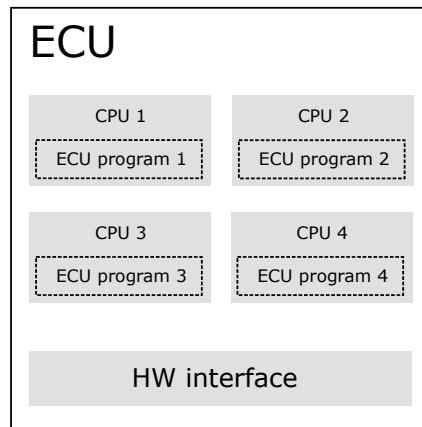 ECU
CPU 1
CPU 2
ECU program 1
ECU program 2
CPU 3
CPU 4
ECU program 3
ECU program 4
HW interface